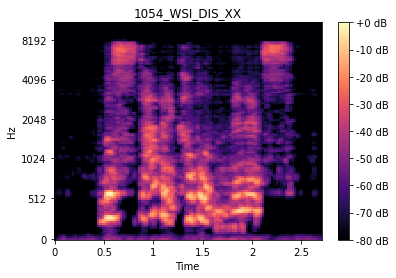 1054_WSI_DIS_XX
Hz
8192
4096
2048
1024
512
0
0 0.5 1 1.5 2 2.5
Time
+0 dB
-10 dB
-20 dB
-30 dB
-40 dB
-50 dB
-60 dB
-70 dB
-80 dB